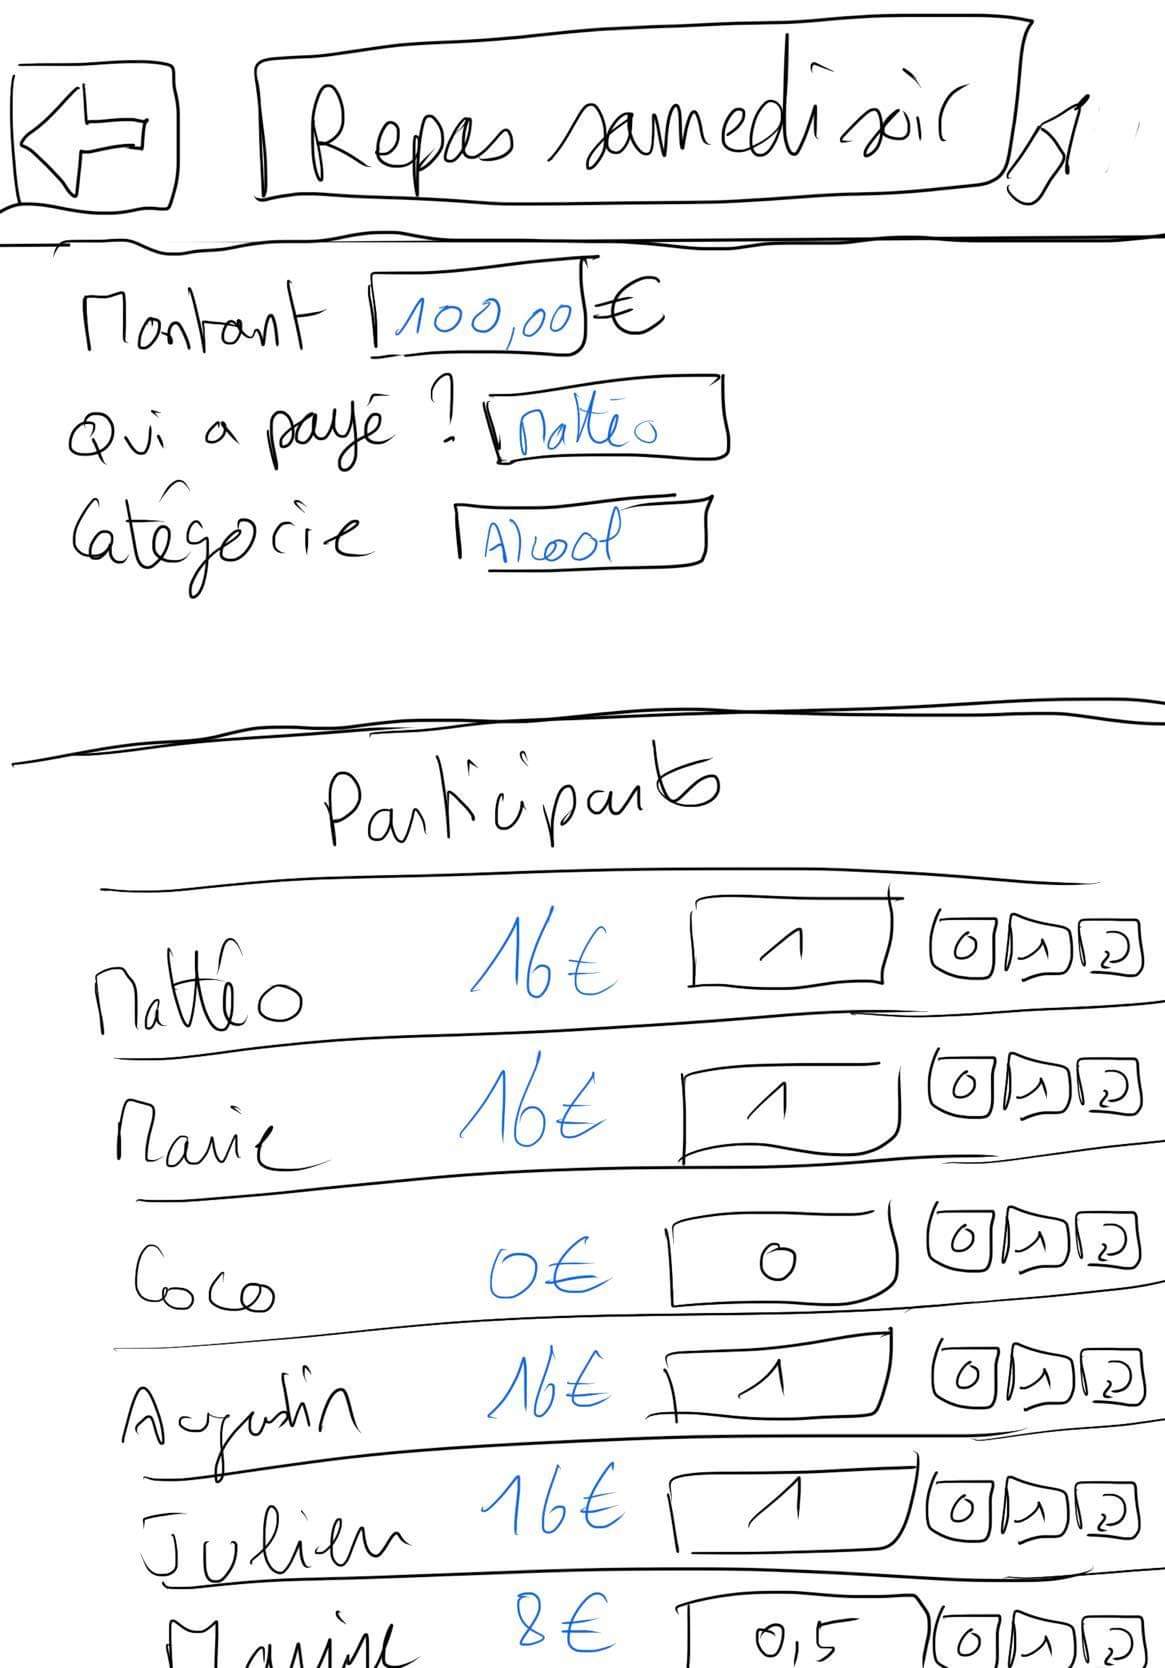 Repas samedi soir
Montant 100,00 €
Qui a payé ? Mattéo
Catégorie Alcool
Participants
Mattéo 16€ 1 0 1 2
Marie 16€ 1 0 1 2
Coco 0€ 0 0 1 2
Augustin 16€ 1 0 1 2
Julien 16€ 1 0 1 2
8€ 0,5 0 1 2